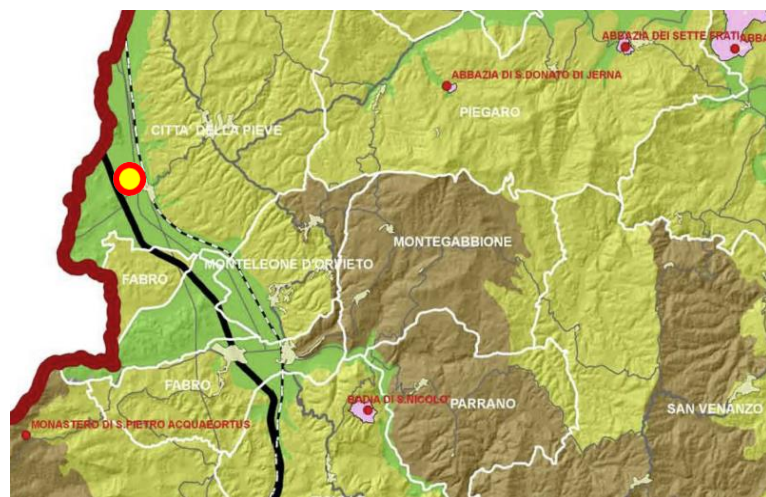 ABBAZIA DEI SETTE FRATI
ABBA
ABBAZIA DI S.DONATO DI JERNA
PIEGARO
CITTA' DELLA PIEVE
MONTEGABBIONE
MONTELEONE D'ORVIETO
FABRO
FABRO
BADIA DI S.NICOLO'
PARRANO
SAN VENANZO
MONASTERO DI S.PIETRO ACQUAEORTUS